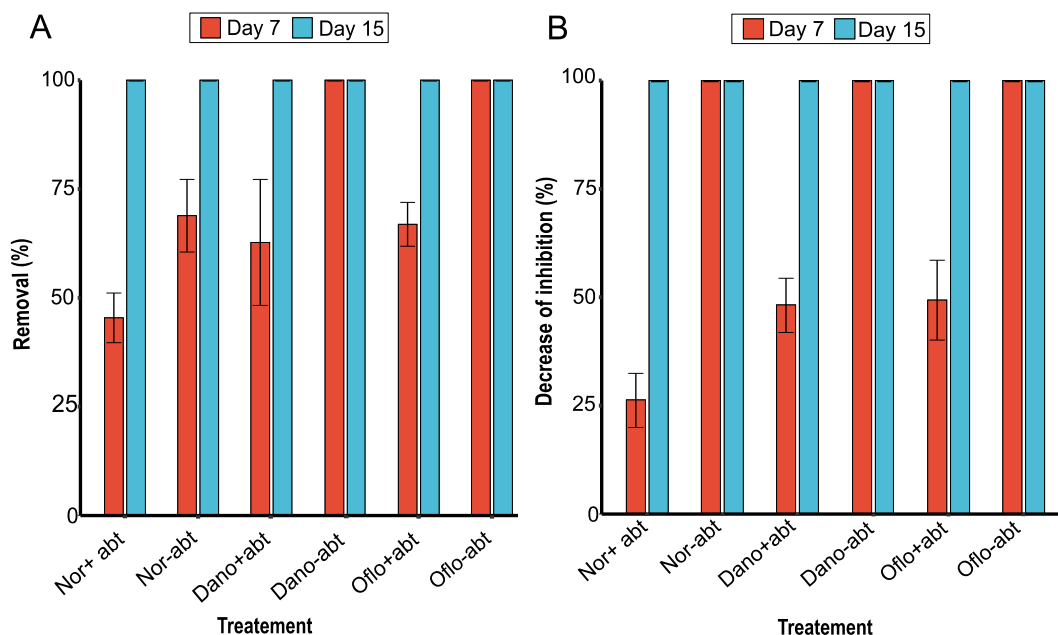 A
Day 7 Day 15
Removal (%)
100
75
50
25
0
Nor+ abt
Nor-abt
Dano+abt
Dano-abt
Oflo+abt
Oflo-abt
Treatement
B
Day 7 Day 15
Decrease of inhibition (%)
100
75
50
25
0
Nor+ abt
Nor-abt
Dano+abt
Dano-abt
Oflo+abt
Oflo-abt
Treatement